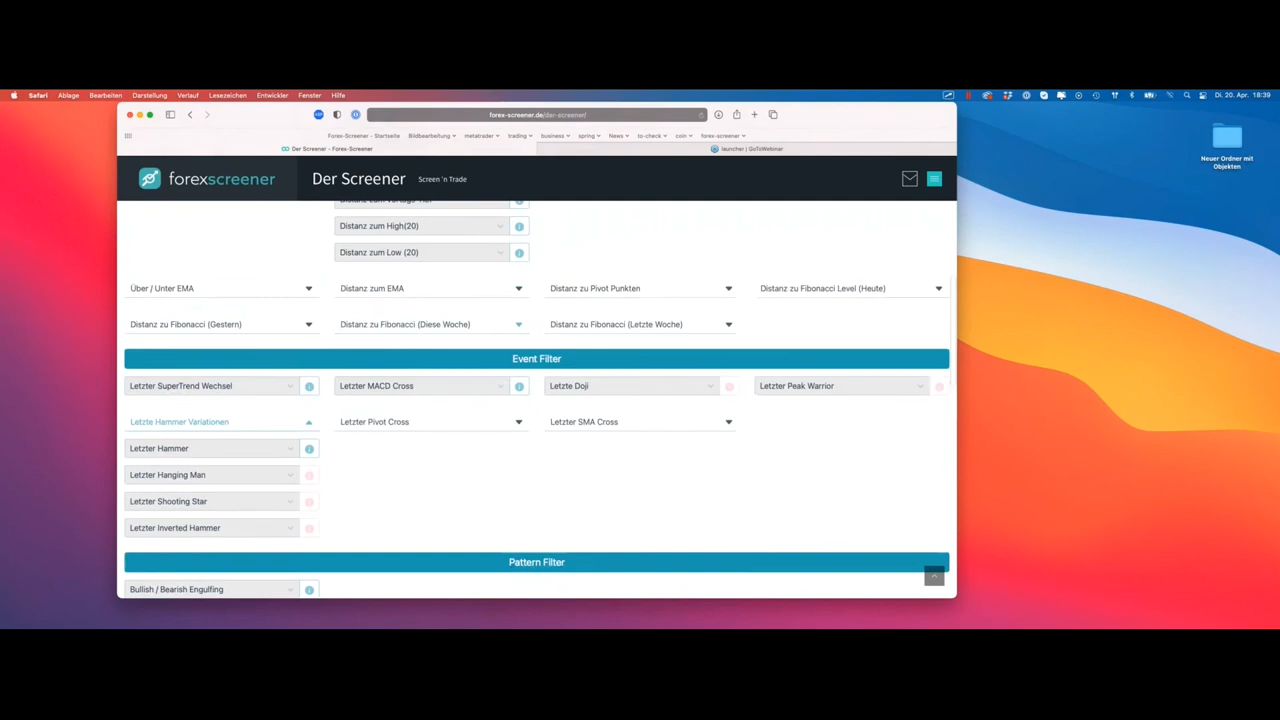 Safari Ablage Bearbeiten Darstellung Verlauf Lesezeichen Entwickler Fenster Hilfe
Di. 20. Apr. 18:39
forex-screener.de/der-screener/
Forex-Screener - Startseite Bildbearbeitung metatrader trading business spring News to-check coin forex-screener
Der Screener - Forex-Screener
launcher | GoToWebinar
Neuer Ordner mit
Objekten
forexscreener
Der Screener
Screen 'n Trade
Distanz zum High(20)
Distanz zum Low (20)
Über / Unter EMA
Distanz zum EMA
Distanz zu Pivot Punkten
Distanz zu Fibonacci Level (Heute)
Distanz zu Fibonacci (Gestern)
Distanz zu Fibonacci (Diese Woche)
Distanz zu Fibonacci (Letzte Woche)
Event Filter
Letzter SuperTrend Wechsel
Letzter MACD Cross
Letzte Doji
Letzter Peak Warrior
Letzte Hammer Variationen
Letzter Pivot Cross
Letzter SMA Cross
Letzter Hammer
Letzter Hanging Man
Letzter Shooting Star
Letzter Inverted Hammer
Pattern Filter
Bullish / Bearish Engulfing